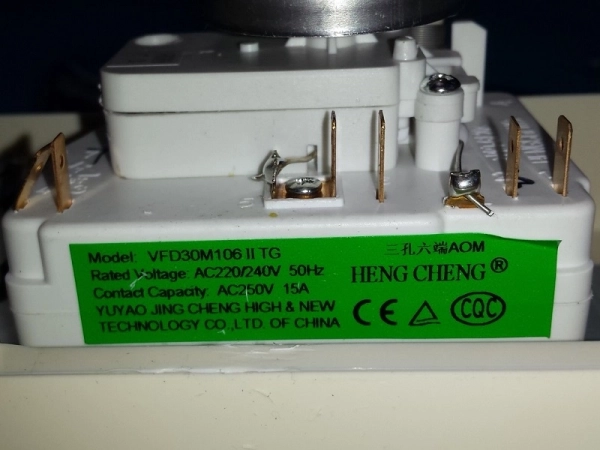 Model: VFD30M106 II TG
Rated Voltage: AC220/240V 50Hz
Contact Capacity: AC250V 15A
YUYAO JING CHENG HIGH & NEW
TECHNOLOGY CO.,LTD. OF CHINA
三孔六端AOM
HENG CHENG®
CE
CQC